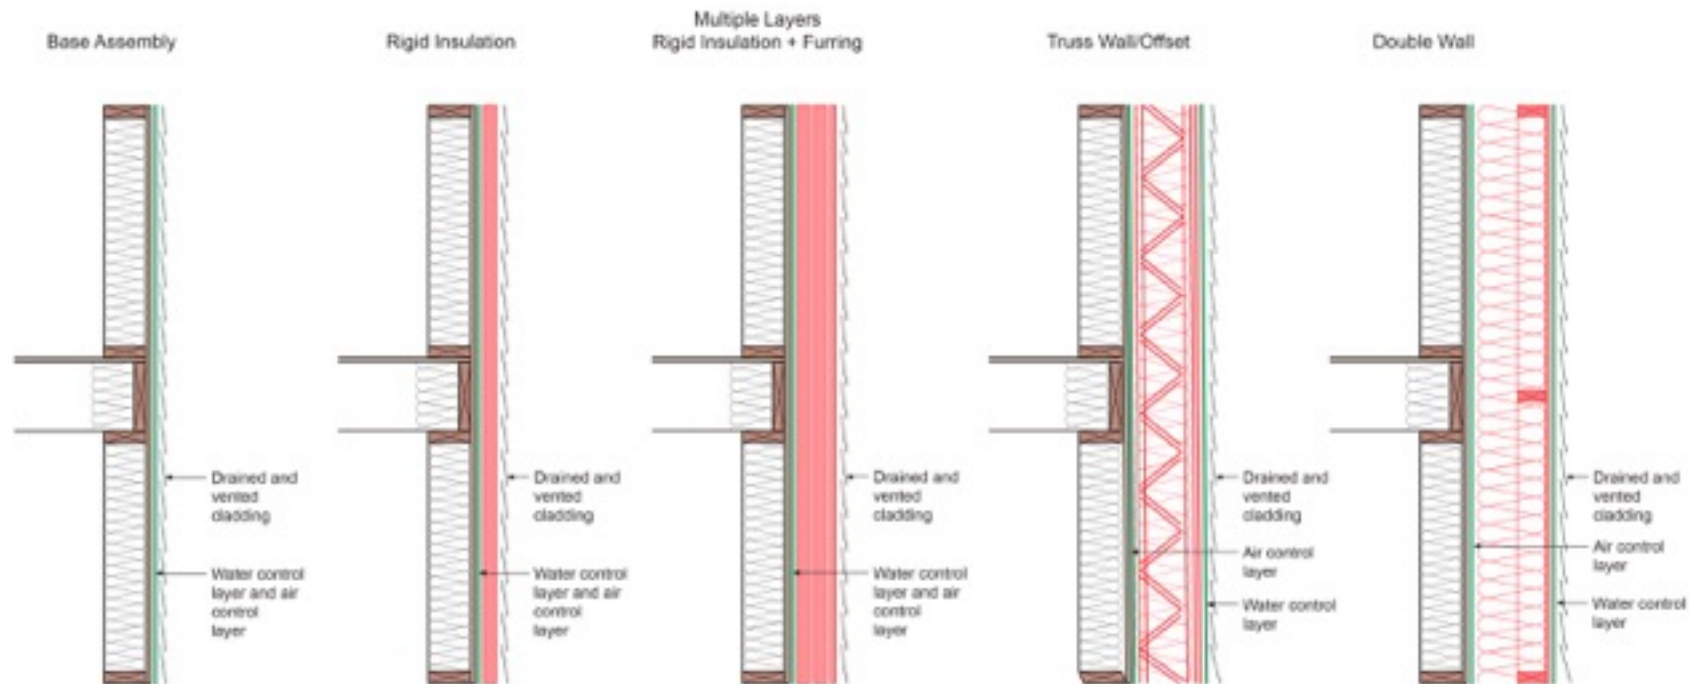 Base Assembly
Rigid Insulation
Multiple Layers
Rigid Insulation + Furring
Truss Wall/Offset
Double Wall
Drained and
vented
cladding
Water control
layer and air
control
layer
Drained and
vented
cladding
Water control
layer and air
control
layer
Drained and
vented
cladding
Water control
layer and air
control
layer
Drained and
vented
cladding
Air control
layer
Water control
layer
Drained and
vented
cladding
Air control
layer
Water control
layer